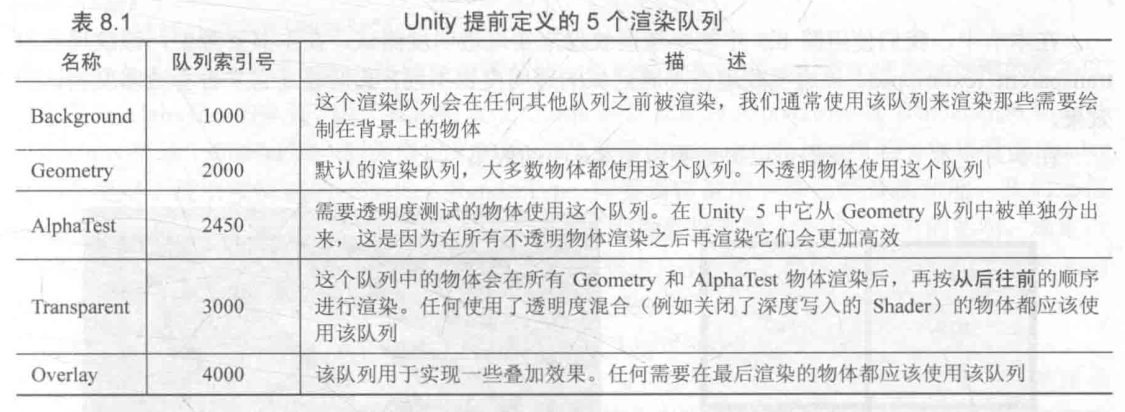 表 8.1
Unity 提前定义的 5 个渲染队列
名称 队列索引号 描 述
Background 1000 这个渲染队列会在任何其他队列之前被渲染，我们通常使用该队列来渲染那些需要绘
制在背景上的物体
Geometry 2000 默认的渲染队列，大多数物体都使用这个队列。不透明物体使用这个队列
AlphaTest 2450 需要透明度测试的物体使用这个队列。在 Unity 5 中它从 Geometry 队列中被单独分出
来，这是因为在所有不透明物体渲染之后再渲染它们会更加高效
Transparent 3000 这个队列中的物体会在所有 Geometry 和 AlphaTest 物体渲染后，再按从后往前的顺序
进行渲染。任何使用了透明度混合（例如关闭了深度写入的 Shader）的物体都应该使
用该队列
Overlay 4000 该队列用于实现一些叠加效果。任何需要在最后渲染的物体都应该使用该队列